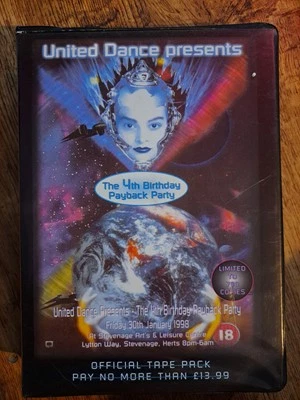 United Dance presents
The 4th Birthday
Payback Party
LIMITED
COPIES
United Dance Presents - The 4th Birthday Payback Party
Friday 30th January 1998
At Stevenage Art's & Leisure Centre
Lytton Way, Stevenage, Herts 8pm-6am
18
OFFICIAL TAPE PACK
PAY NO MORE THAN £13.99